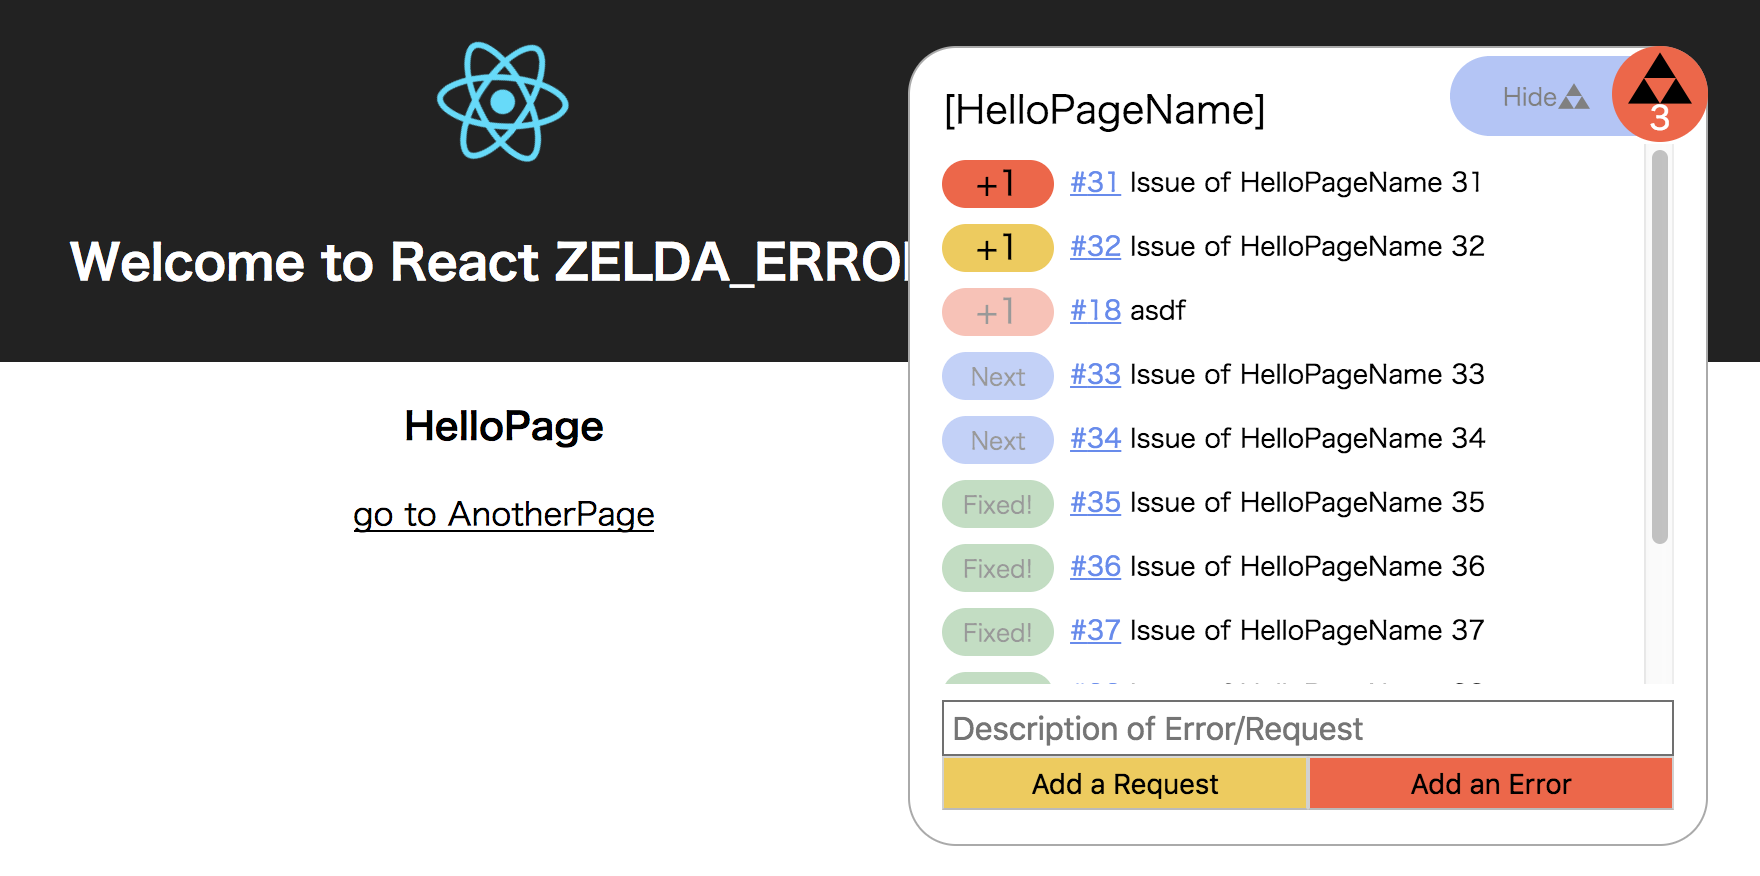 Welcome to React ZELDA_ERRO
HelloPage
go to AnotherPage
[HelloPageName]
Hide
3
+1 #31 Issue of HelloPageName 31
+1 #32 Issue of HelloPageName 32
+1 #18 asdf
Next #33 Issue of HelloPageName 33
Next #34 Issue of HelloPageName 34
Fixed! #35 Issue of HelloPageName 35
Fixed! #36 Issue of HelloPageName 36
Fixed! #37 Issue of HelloPageName 37
Description of Error/Request
Add a Request
Add an Error